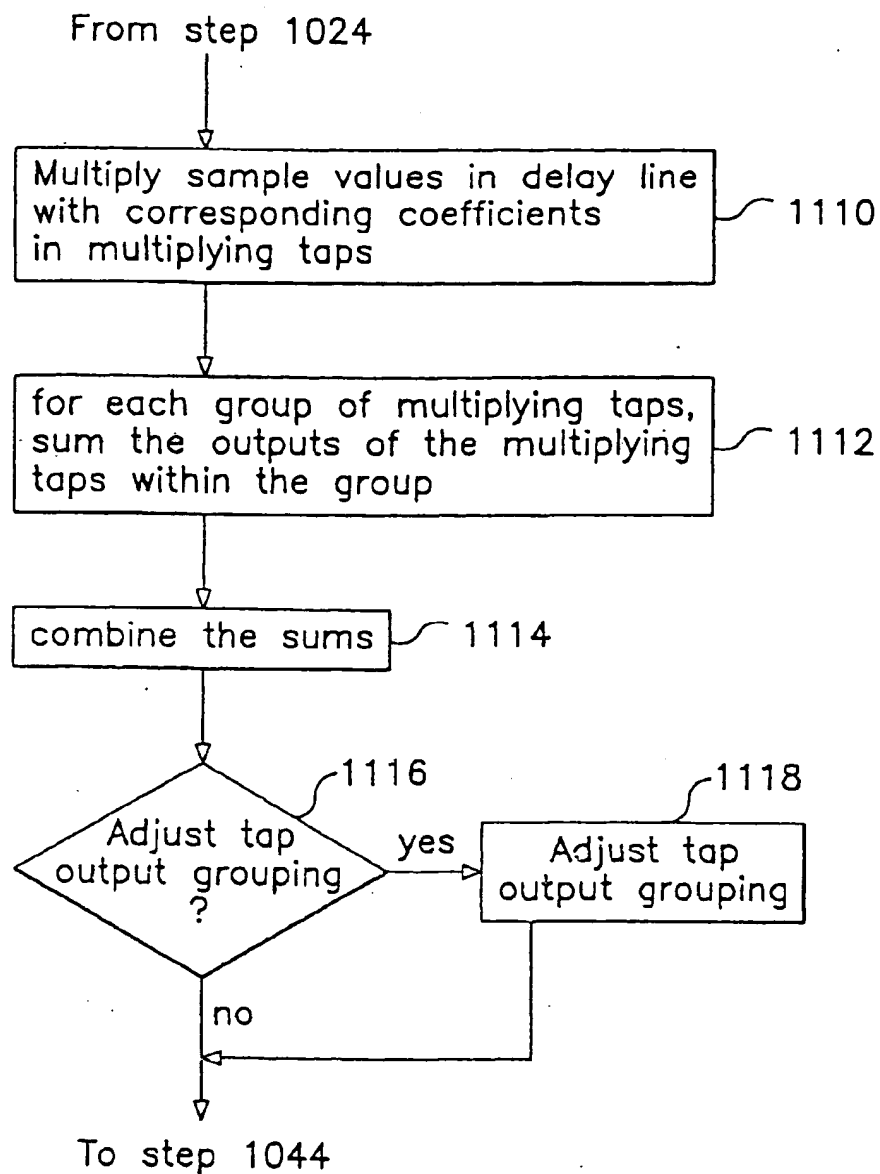 From step 1024
Multiply sample values in delay line
with corresponding coefficients
in multiplying taps
1110
for each group of multiplying taps,
sum the outputs of the multiplying
taps within the group
1112
combine the sums
1114
1116
Adjust tap
output grouping
?
yes
1118
Adjust tap
output grouping
no
To step 1044